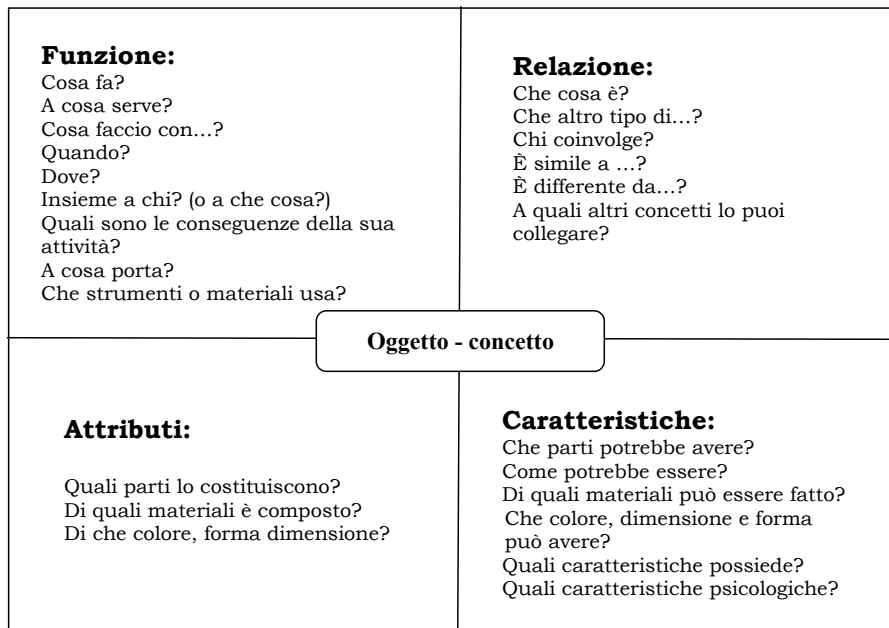 Funzione:
Cosa fa?
A cosa serve?
Cosa faccio con...?
Quando?
Dove?
Insieme a chi? (o a che cosa?)
Quali sono le conseguenze della sua
attività?
A cosa porta?
Che strumenti o materiali usa?
Relazione:
Che cosa è?
Che altro tipo di...?
Chi coinvolge?
È simile a ...?
È differente da...?
A quali altri concetti lo puoi
collegare?
Oggetto - concetto
Attributi:
Quali parti lo costituiscono?
Di quali materiali è composto?
Di che colore, forma dimensione?
Caratteristiche:
Che parti potrebbe avere?
Come potrebbe essere?
Di quali materiali può essere fatto?
Che colore, dimensione e forma
può avere?
Quali caratteristiche possiede?
Quali caratteristiche psicologiche?